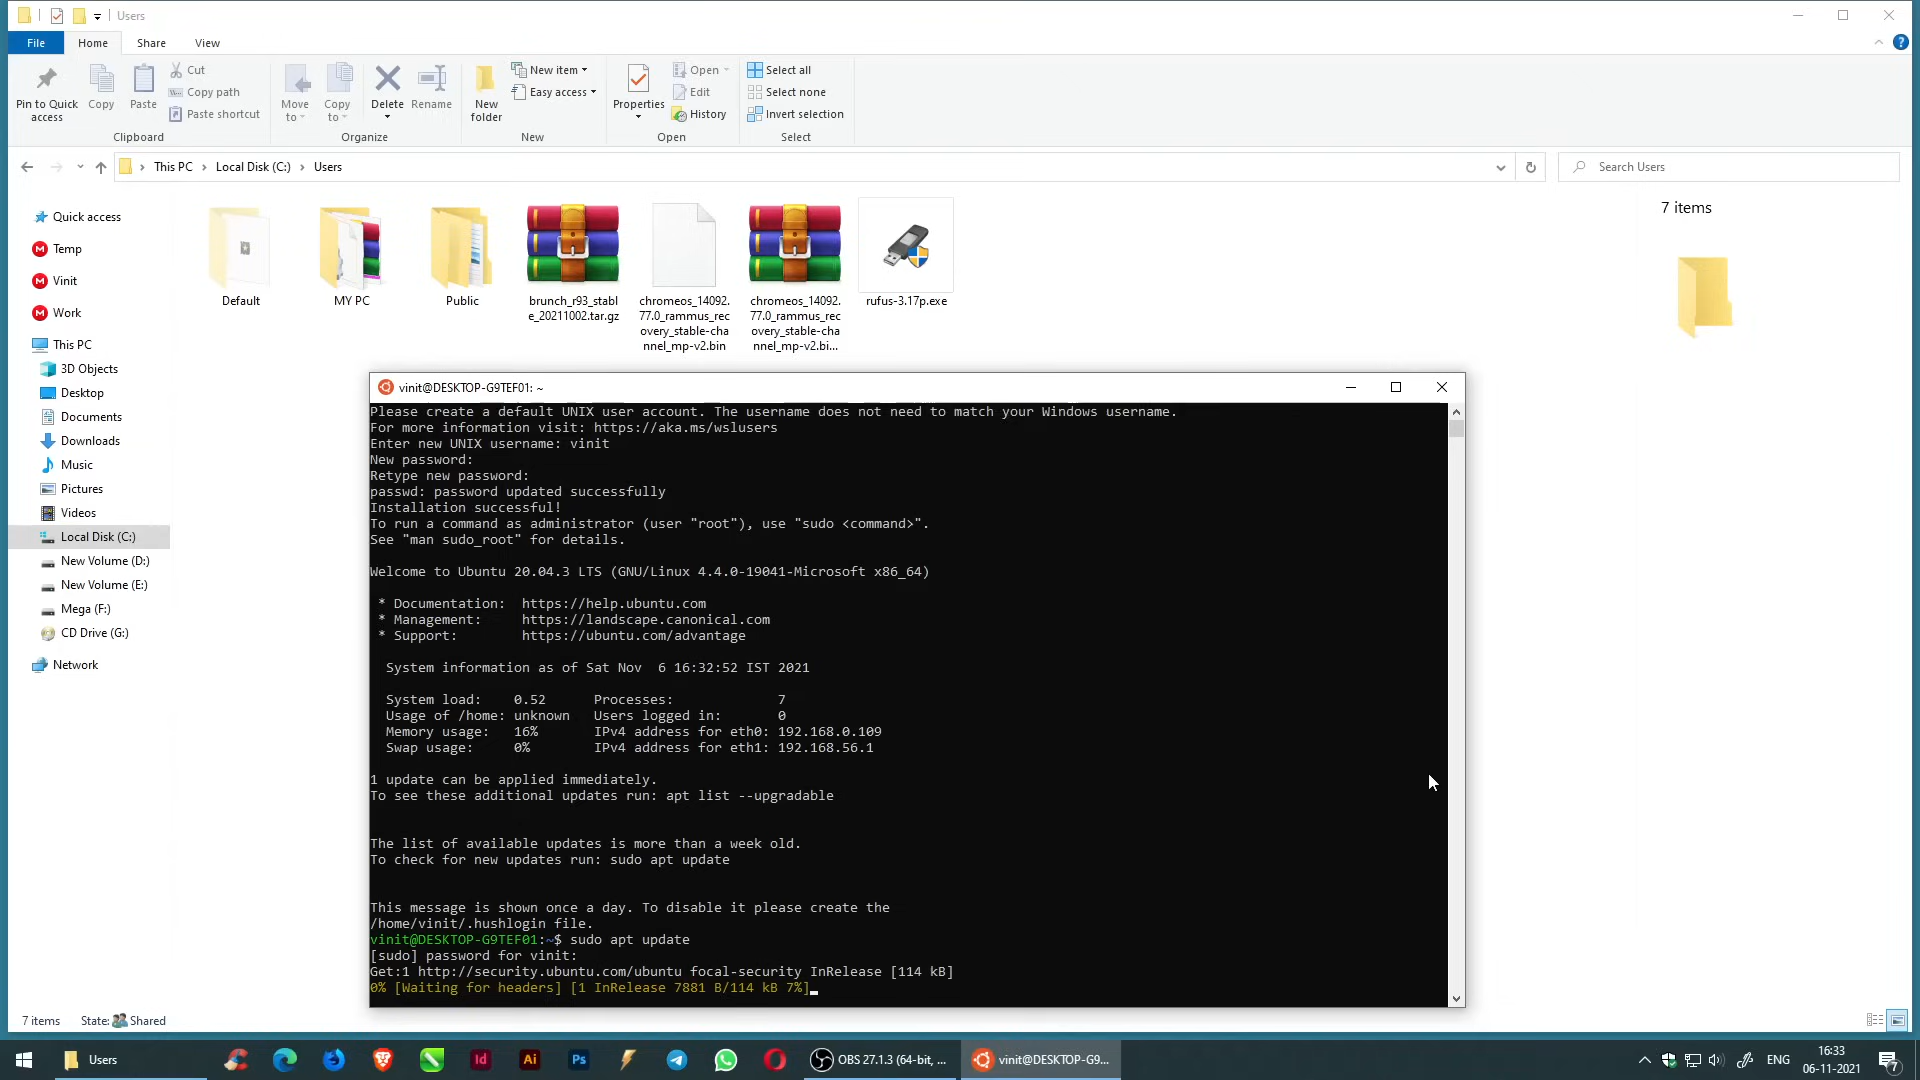 Users
File
Home
Share
View
Pin to Quick
access
Copy
Paste
Cut
Copy path
Paste shortcut
Clipboard
Move
to
Copy
to
Delete
Rename
Organize
New
folder
New item
Easy access
New
Properties
Open
Edit
History
Open
Select all
Select none
Invert selection
Select
This PC
Local Disk (C:)
Users
Search Users
Quick access
Temp
Vinit
Work
This PC
3D Objects
Desktop
Documents
Downloads
Music
Pictures
Videos
Local Disk (C:)
New Volume (D:)
New Volume (E:)
Mega (F:)
CD Drive (G:)
Network
Default
MY PC
Public
brunch_r93_stabl
e_20211002.tar.gz
chromeos_14092.
77.0_rammus_rec
overy_stable-cha
nnel_mp-v2.bin
chromeos_14092.
77.0_rammus_rec
overy_stable-cha
nnel_mp-v2.bi...
rufus-3.17p.exe
7 items
vinit@DESKTOP-G9TEF01: ~
Please create a default UNIX user account. The username does not need to match your Windows username.
For more information visit: https://aka.ms/wslusers
Enter new UNIX username: vinit
New password:
Retype new password:
passwd: password updated successfully
Installation successful!
To run a command as administrator (user "root"), use "sudo <command>".
See "man sudo_root" for details.
Welcome to Ubuntu 20.04.3 LTS (GNU/Linux 4.4.0-19041-Microsoft x86_64)
* Documentation: https://help.ubuntu.com
* Management: https://landscape.canonical.com
* Support: https://ubuntu.com/advantage
System information as of Sat Nov 6 16:32:52 IST 2021
System load: 0.52 Processes: 7
Usage of /home: unknown Users logged in: 0
Memory usage: 16% IPv4 address for eth0: 192.168.0.109
Swap usage: 0% IPv4 address for eth1: 192.168.56.1
1 update can be applied immediately.
To see these additional updates run: apt list --upgradable
The list of available updates is more than a week old.
To check for new updates run: sudo apt update
This message is shown once a day. To disable it please create the
/home/vinit/.hushlogin file.
vinit@DESKTOP-G9TEF01:~$ sudo apt update
[sudo] password for vinit:
Get:1 http://security.ubuntu.com/ubuntu focal-security InRelease [114 kB]
0% [Waiting for headers] [1 InRelease 7881 B/114 kB 7%]
7 items
State: Shared
Users
Id
Ai
Ps
OBS 27.1.3 (64-bit, ...
vinit@DESKTOP-G9...
ENG
16:33
06-11-2021
7